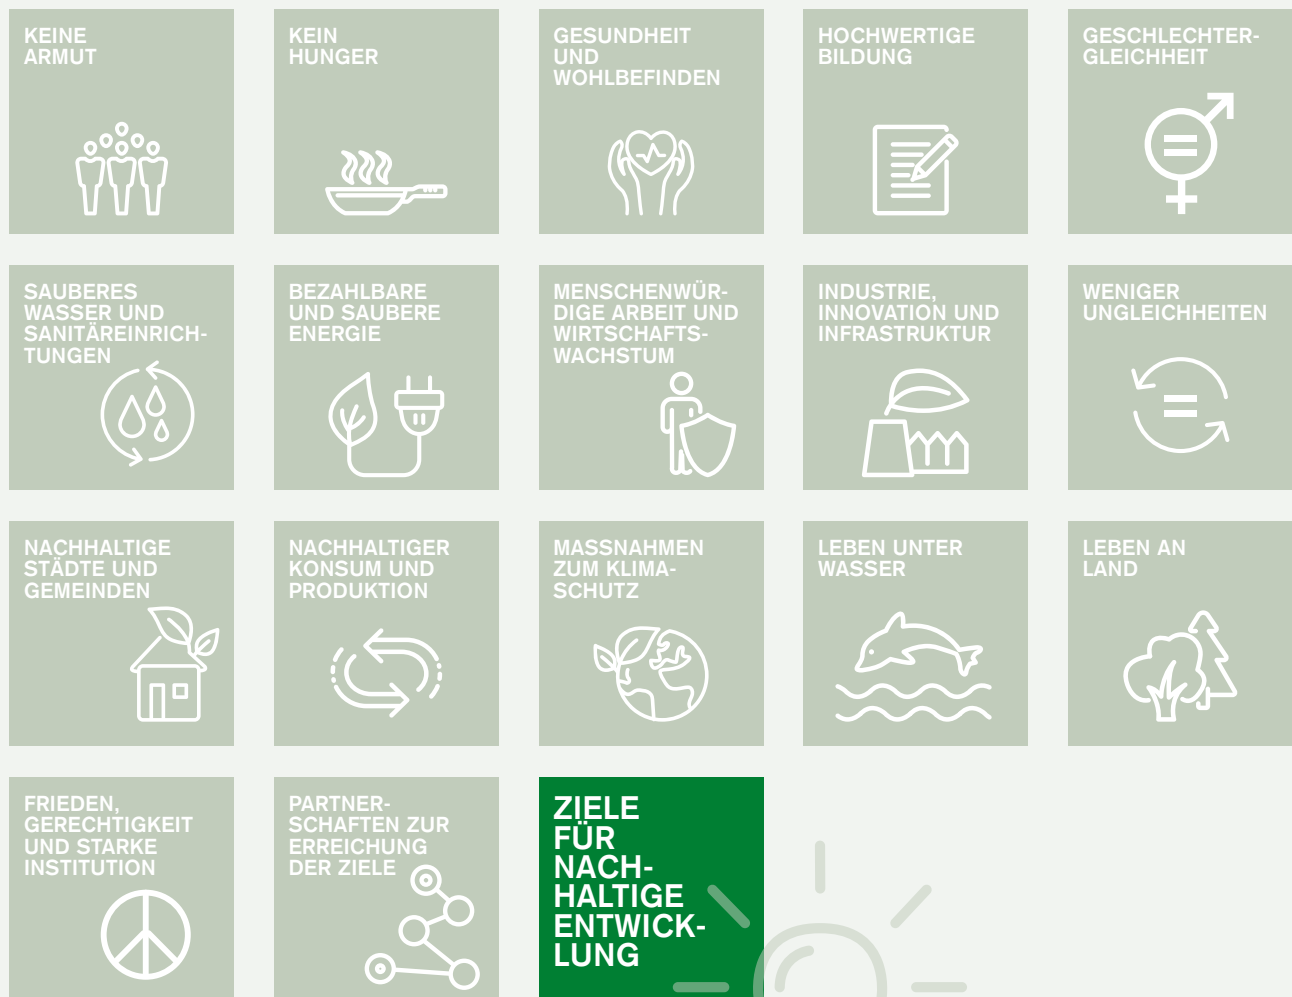 KEINE
ARMUT
KEIN
HUNGER
GESUNDHEIT
UND
WOHLBEFINDEN
HOCHWERTIGE
BILDUNG
GESCHLECHTER-
GLEICHHEIT
SAUBERES
WASSER UND
SANITÄREINRICH-
TUNGEN
BEZAHLBARE
UND SAUBERE
ENERGIE
MENSCHENWÜR-
DIGE ARBEIT UND
WIRTSCHAFTS-
WACHSTUM
INDUSTRIE,
INNOVATION UND
INFRASTRUKTUR
WENIGER
UNGLEICHHEITEN
NACHHALTIGE
STÄDTE UND
GEMEINDEN
NACHHALTIGER
KONSUM UND
PRODUKTION
MASSNAHMEN
ZUM KLIMA-
SCHUTZ
LEBEN UNTER
WASSER
LEBEN AN
LAND
FRIEDEN,
GERECHTIGKEIT
UND STARKE
INSTITUTION
PARTNER-
SCHAFTEN ZUR
ERREICHUNG
DER ZIELE
ZIELE
FÜR
NACH-
HALTIGE
ENTWICK-
LUNG